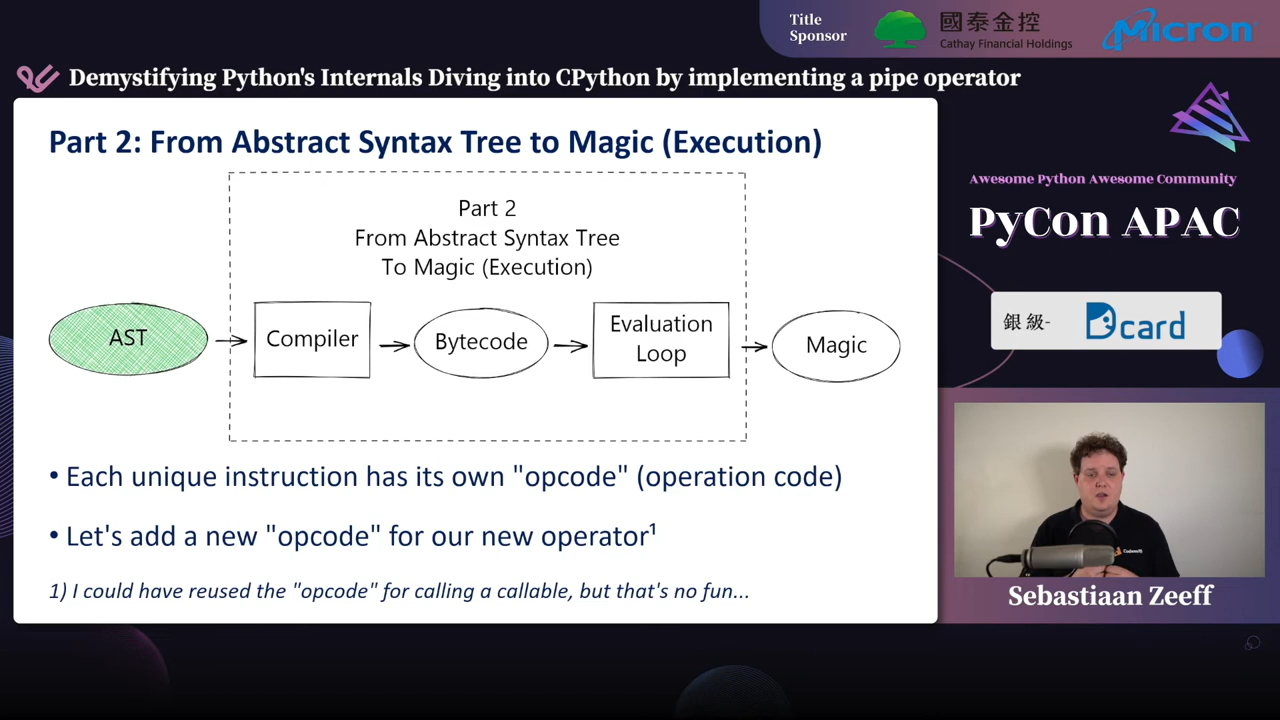 Title
Sponsor
國泰金控
Cathay Financial Holdings
Micron
Demystifying Python's Internals Diving into CPython by implementing a pipe operator
Part 2: From Abstract Syntax Tree to Magic (Execution)
Part 2
From Abstract Syntax Tree
To Magic (Execution)
AST
Compiler
Bytecode
Evaluation
Loop
Magic
• Each unique instruction has its own "opcode" (operation code)
• Let's add a new "opcode" for our new operator¹
1) I could have reused the "opcode" for calling a callable, but that's no fun...
Awesome Python Awesome Community
PyCon APAC
銀級-
Dcard
Codesmith
Sebastiaan Zeeff